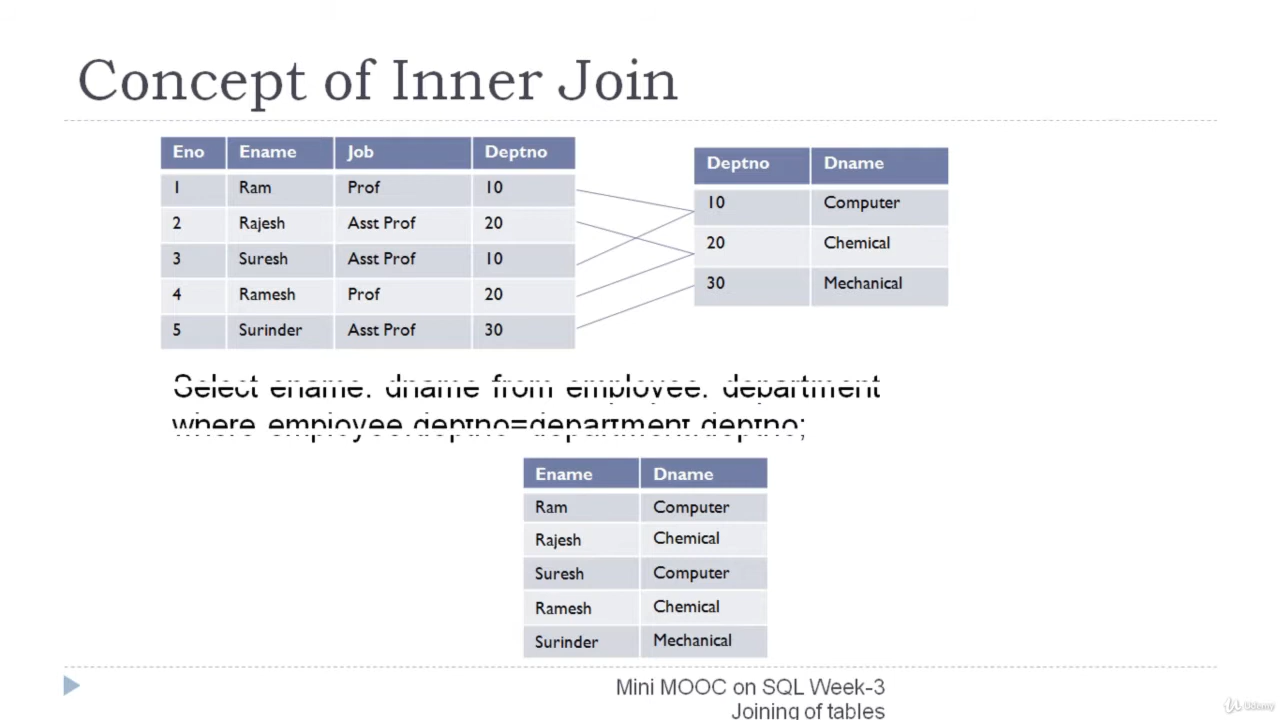 Concept of Inner Join
Eno Ename Job Deptno
1 Ram Prof 10
2 Rajesh Asst Prof 20
3 Suresh Asst Prof 10
4 Ramesh Prof 20
5 Surinder Asst Prof 30
Deptno Dname
10 Computer
20 Chemical
30 Mechanical
Select ename, dname from employee, department
where employee.deptno=department.deptno;
Ename Dname
Ram Computer
Rajesh Chemical
Suresh Computer
Ramesh Chemical
Surinder Mechanical
Mini MOOC on SQL Week-3
Joining of tables
Udemy